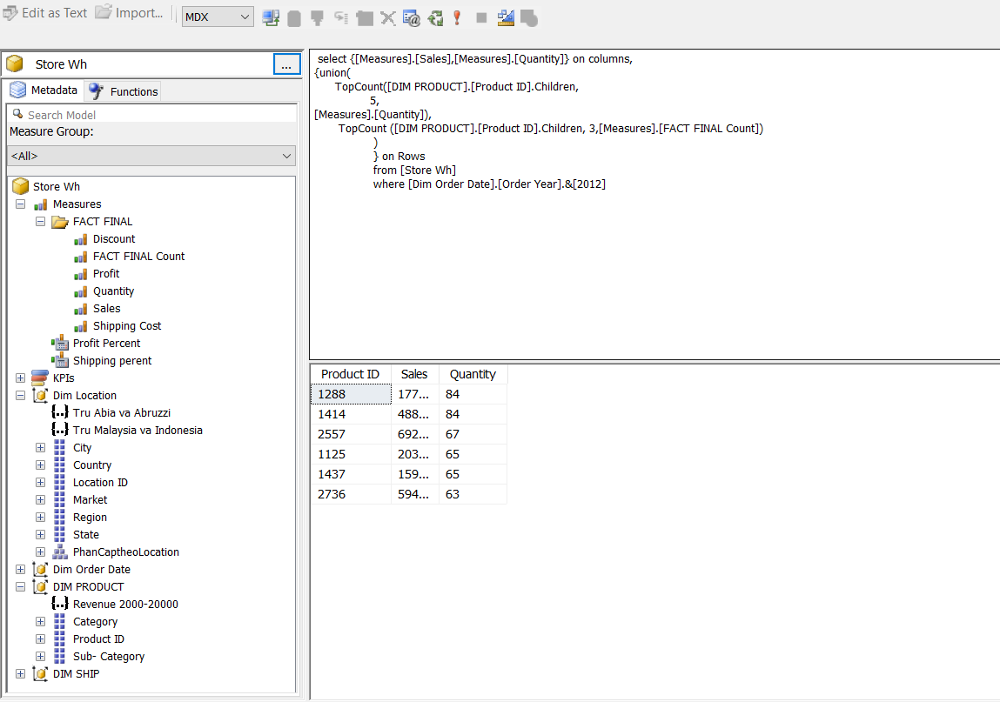 Edit as Text Import... MDX
Store Wh ...
Metadata Functions
Search Model
Measure Group:
<All>
Store Wh
Measures
FACT FINAL
Discount
FACT FINAL Count
Profit
Quantity
Sales
Shipping Cost
Profit Percent
Shipping perent
KPIs
Dim Location
Tru Abia va Abruzzi
Tru Malaysia va Indonesia
City
Country
Location ID
Market
Region
State
PhanCaptheoLocation
Dim Order Date
DIM PRODUCT
Revenue 2000-20000
Category
Product ID
Sub- Category
DIM SHIP
select {[Measures].[Sales],[Measures].[Quantity]} on columns,
{union(
TopCount([DIM PRODUCT].[Product ID].Children,
5,
[Measures].[Quantity]),
TopCount ([DIM PRODUCT].[Product ID].Children, 3,[Measures].[FACT FINAL Count])
)
} on Rows
from [Store Wh]
where [Dim Order Date].[Order Year].&[2012]
Product ID Sales Quantity
1288 177... 84
1414 488... 84
2557 692... 67
1125 203... 65
1437 159... 65
2736 594... 63